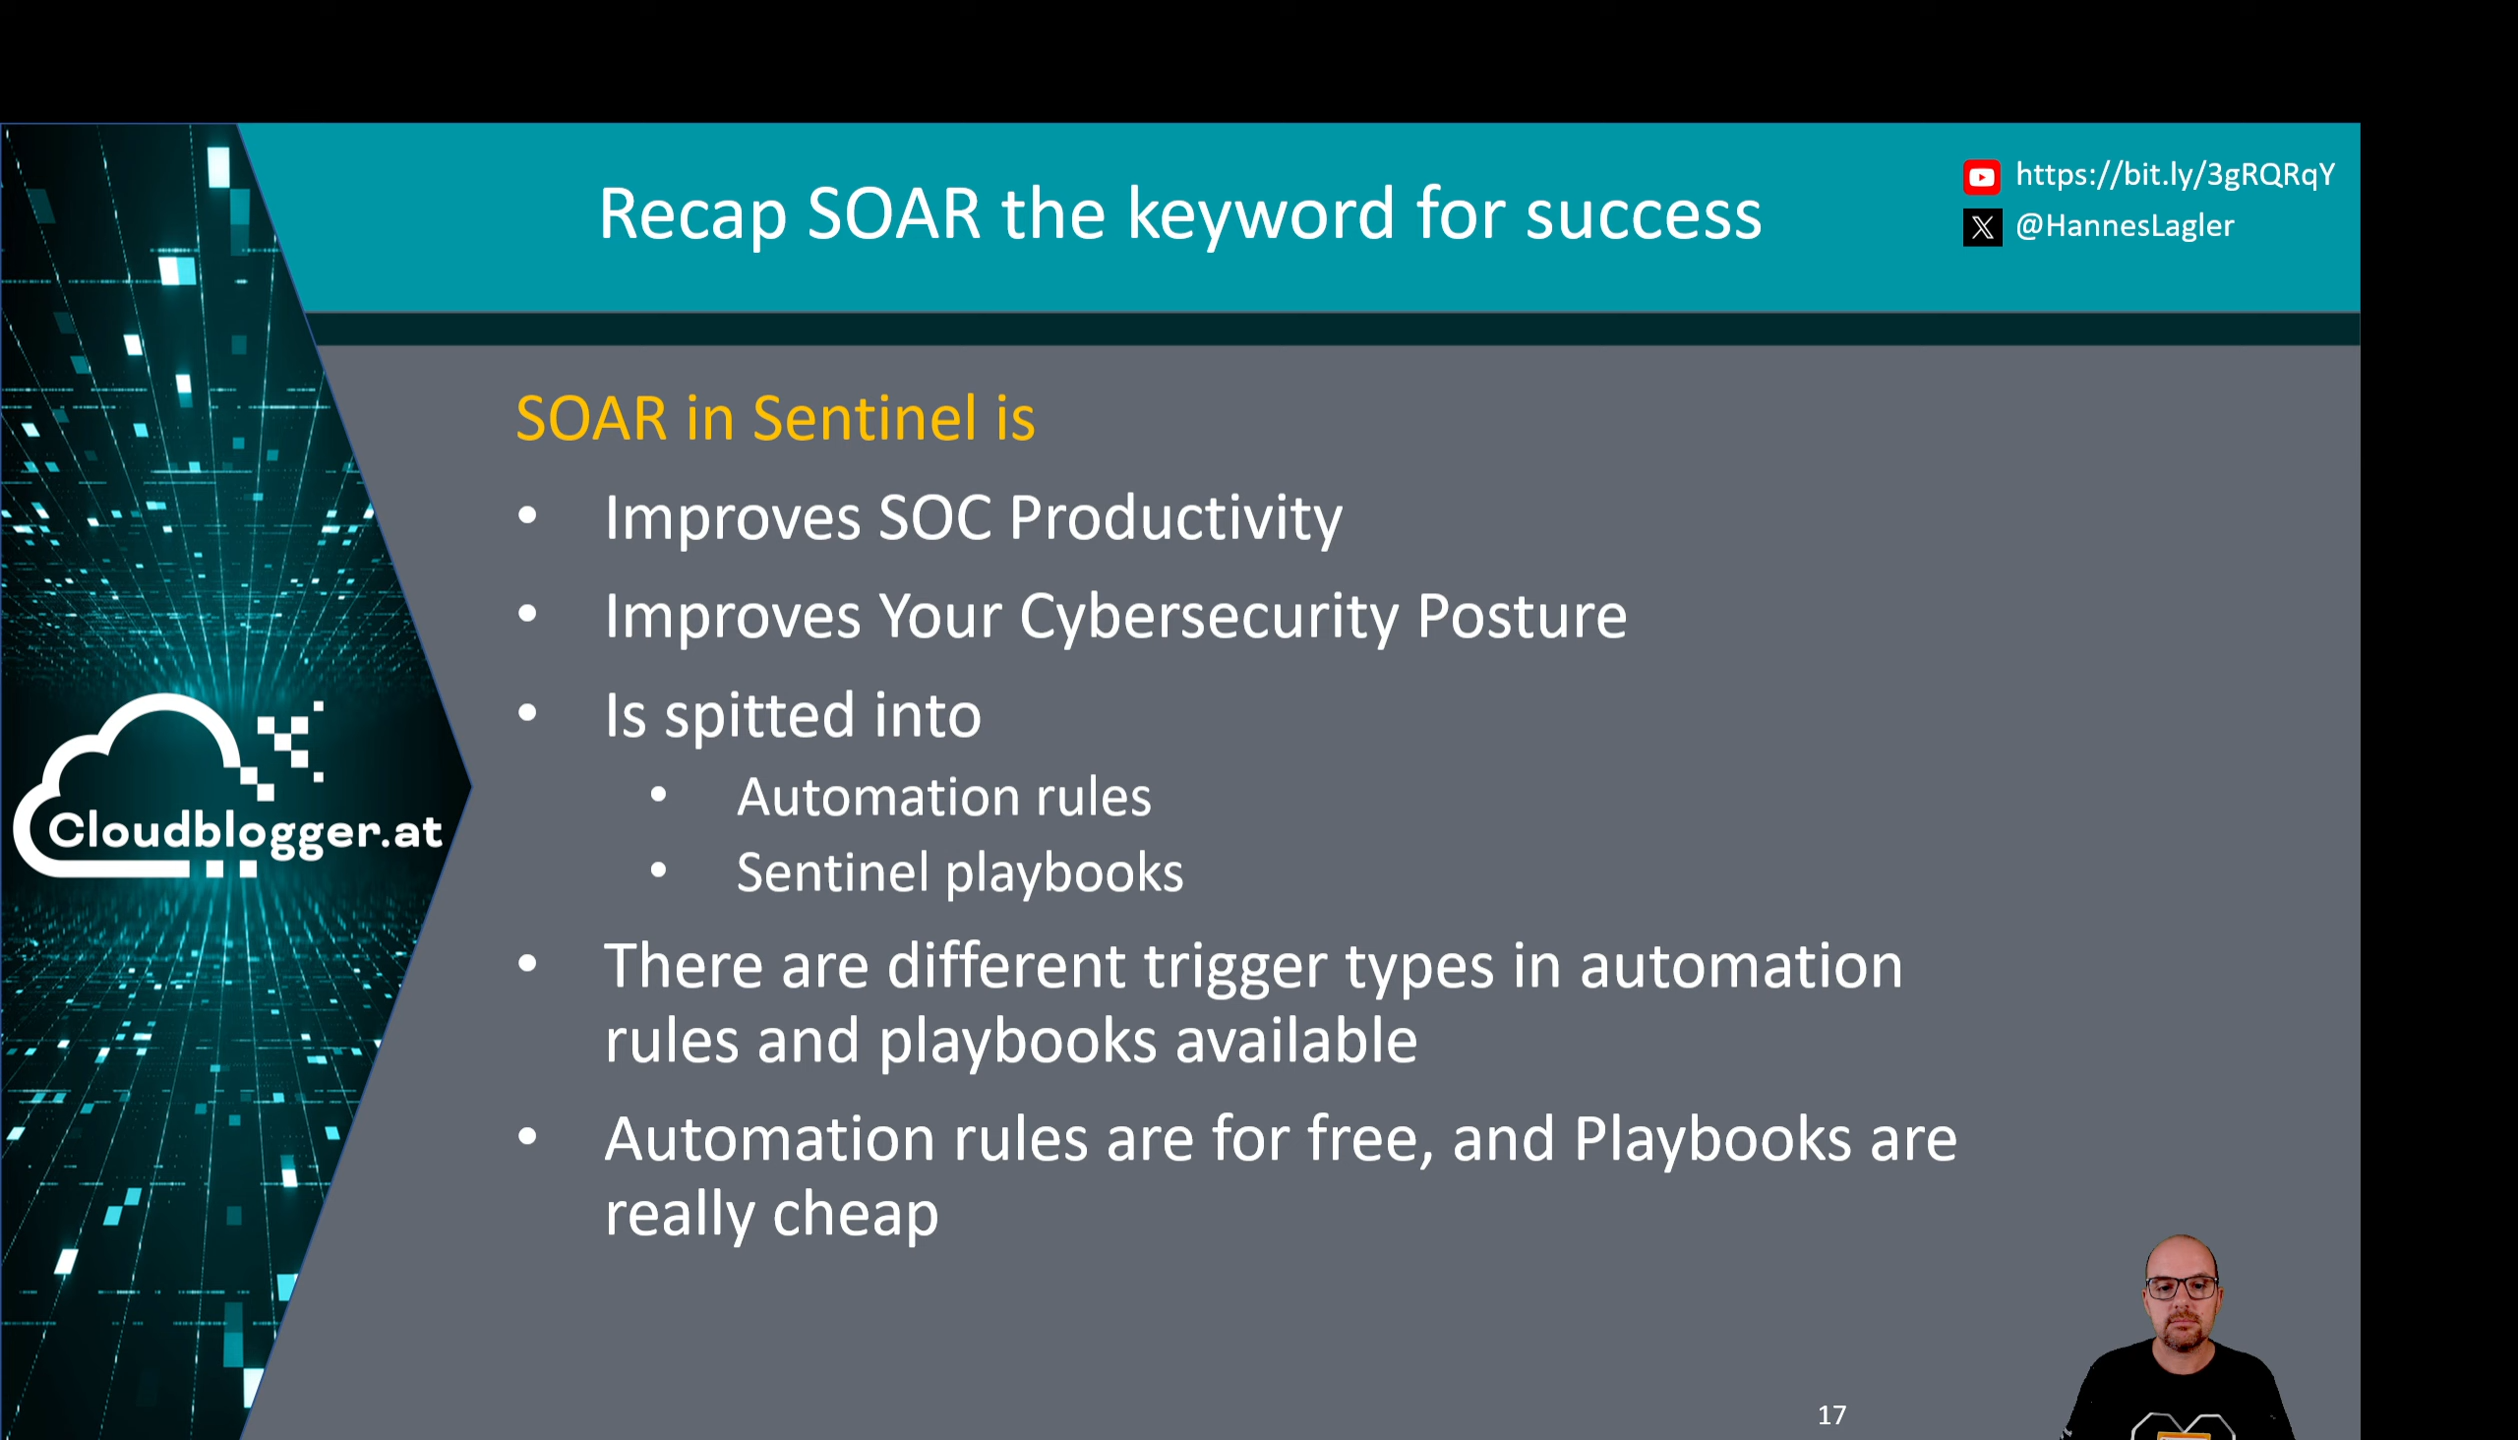 Recap SOAR the keyword for success
https://bit.ly/3gRQRqY
@HannesLagler
SOAR in Sentinel is
• Improves SOC Productivity
• Improves Your Cybersecurity Posture
• Is spitted into
• Automation rules
• Sentinel playbooks
• There are different trigger types in automation
rules and playbooks available
• Automation rules are for free, and Playbooks are
really cheap
Cloudblogger.at
17